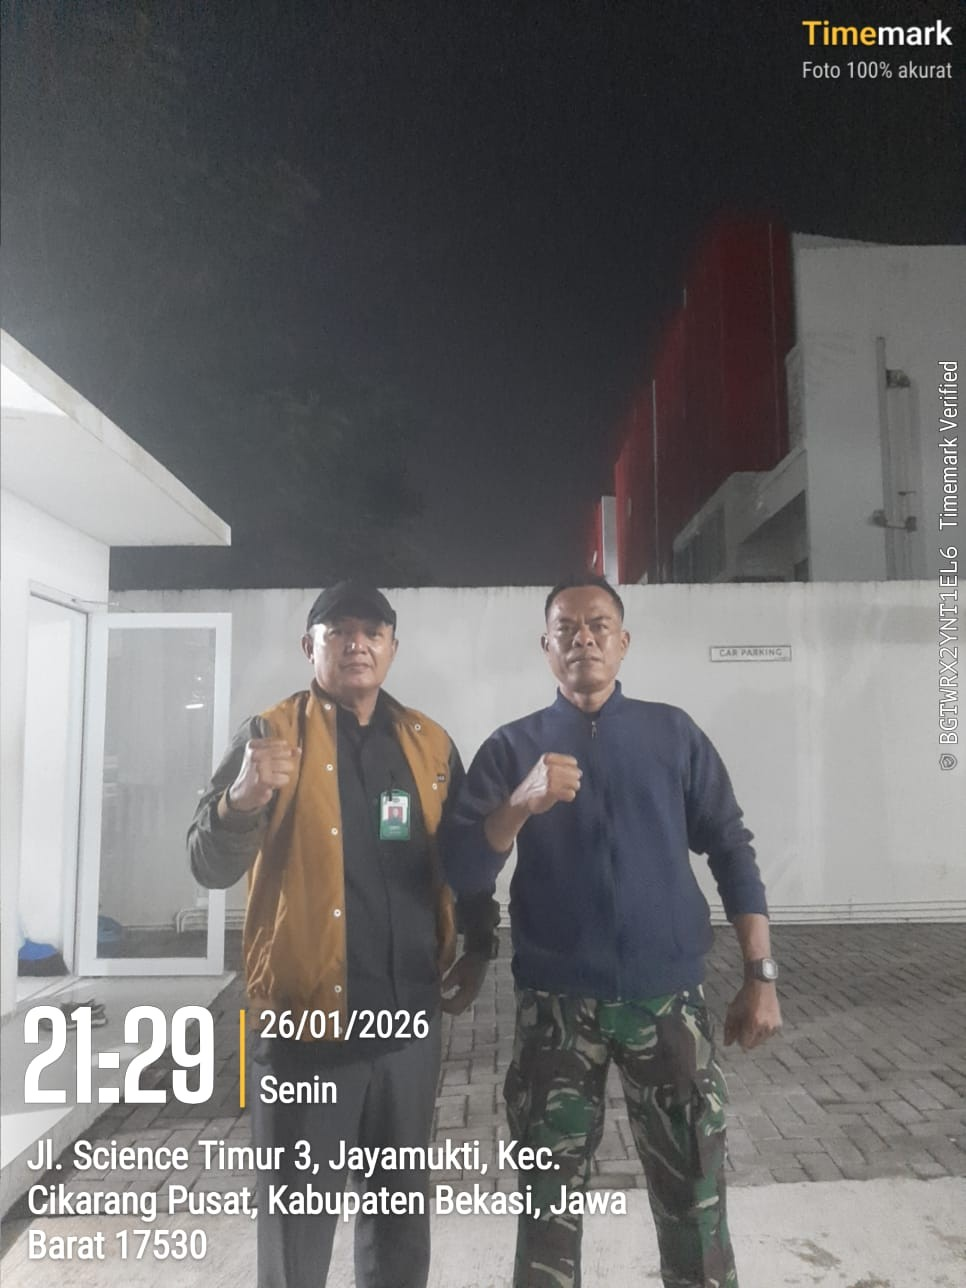 Timemark
Foto 100% akurat
BGIWRX2YNT1EL6 Timemark Verified
CAR PARKING
21:29
26/01/2026
Senin
Jl. Science Timur 3, Jayamukti, Kec.
Cikarang Pusat, Kabupaten Bekasi, Jawa
Barat 17530